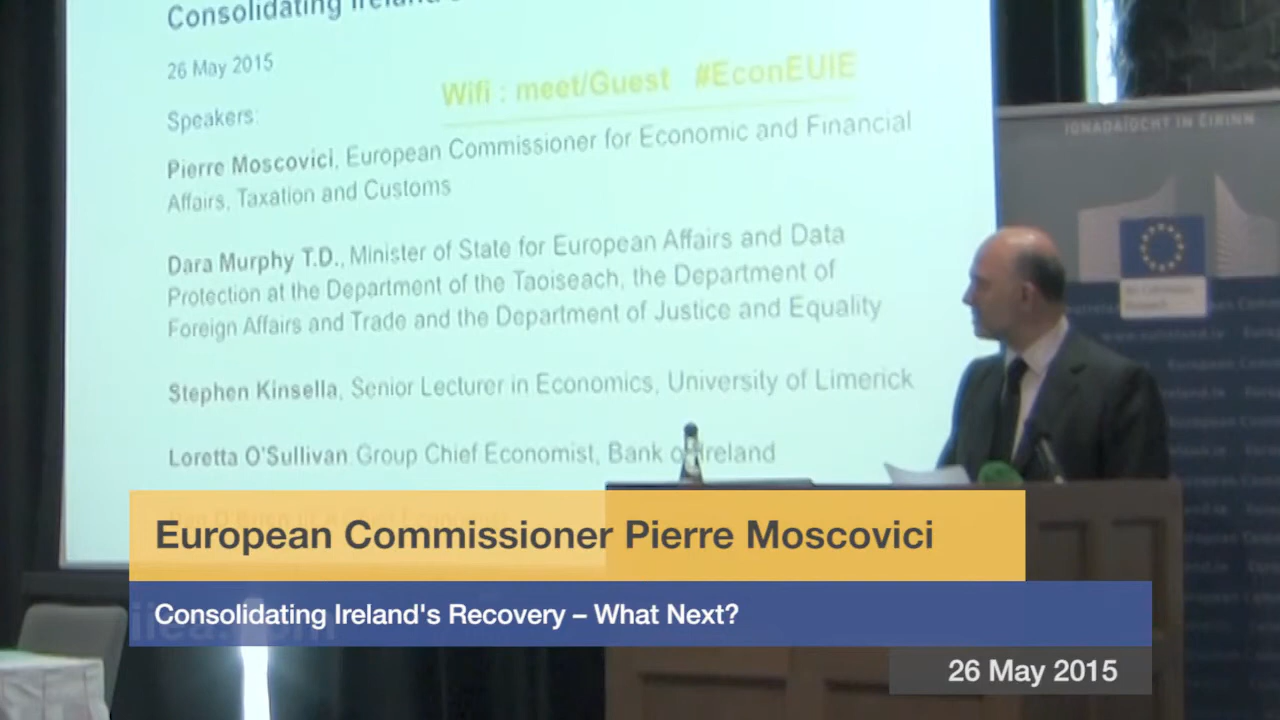 Consolidating Ireland's
26 May 2015
Wifi : meet/Guest #EconEUIE
Speakers:
Pierre Moscovici, European Commissioner for Economic and Financial
Affairs, Taxation and Customs
Dara Murphy T.D., Minister of State for European Affairs and Data
Protection at the Department of the Taoiseach, the Department of
Foreign Affairs and Trade and the Department of Justice and Equality
Stephen Kinsella, Senior Lecturer in Economics, University of Limerick
Loretta O'Sullivan Group Chief Economist, Bank of Ireland
IONADAÍOCHT IN ÉIRINN
European Commissioner Pierre Moscovici
Consolidating Ireland's Recovery – What Next?
iiea.com
26 May 2015